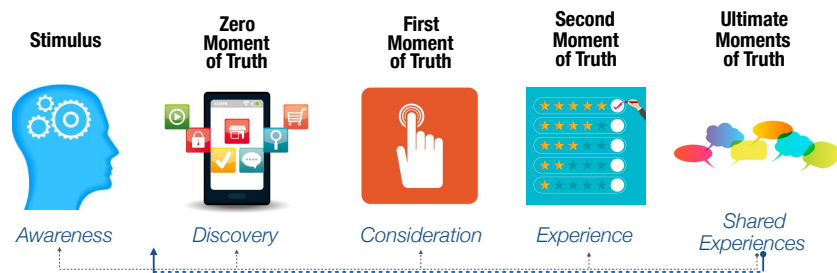 Stimulus
Zero
Moment
of Truth
First
Moment
of Truth
Second
Moment
of Truth
Ultimate
Moments
of Truth
Awareness
Discovery
Consideration
Experience
Shared
Experiences